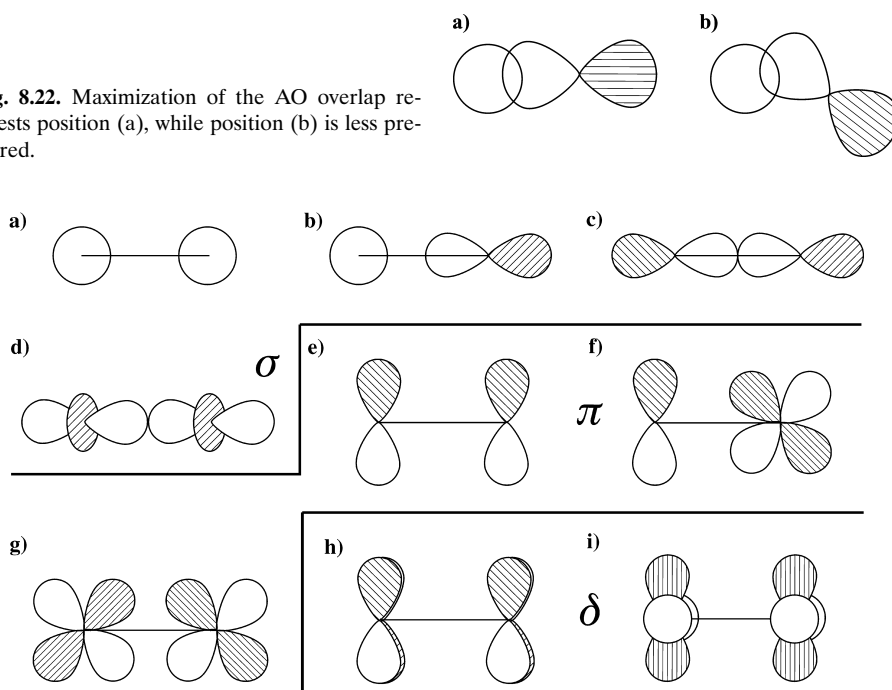 a) b)
g. 8.22. Maximization of the AO overlap re-
ests position (a), while position (b) is less pre-
red.
a) b) c)
d) σ e) π f)
g) h) δ i)